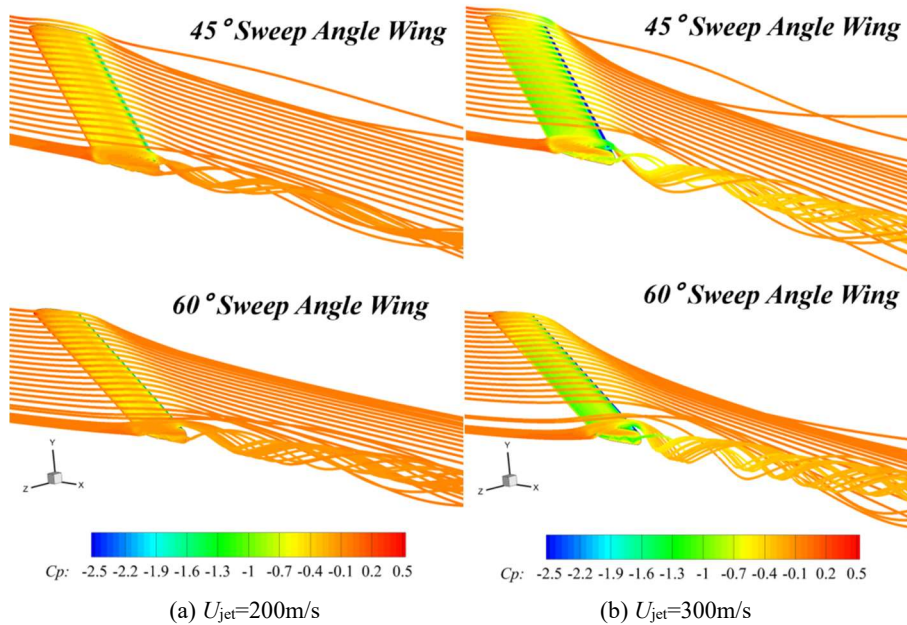 45°Sweep Angle Wing
45°Sweep Angle Wing
60°Sweep Angle Wing
60°Sweep Angle Wing
Y
Z
X
Y
Z
X
Cp: -2.5 -2.2 -1.9 -1.6 -1.3 -1 -0.7 -0.4 -0.1 0.2 0.5
Cp: -2.5 -2.2 -1.9 -1.6 -1.3 -1 -0.7 -0.4 -0.1 0.2 0.5
(a) Ujet=200m/s
(b) Ujet=300m/s